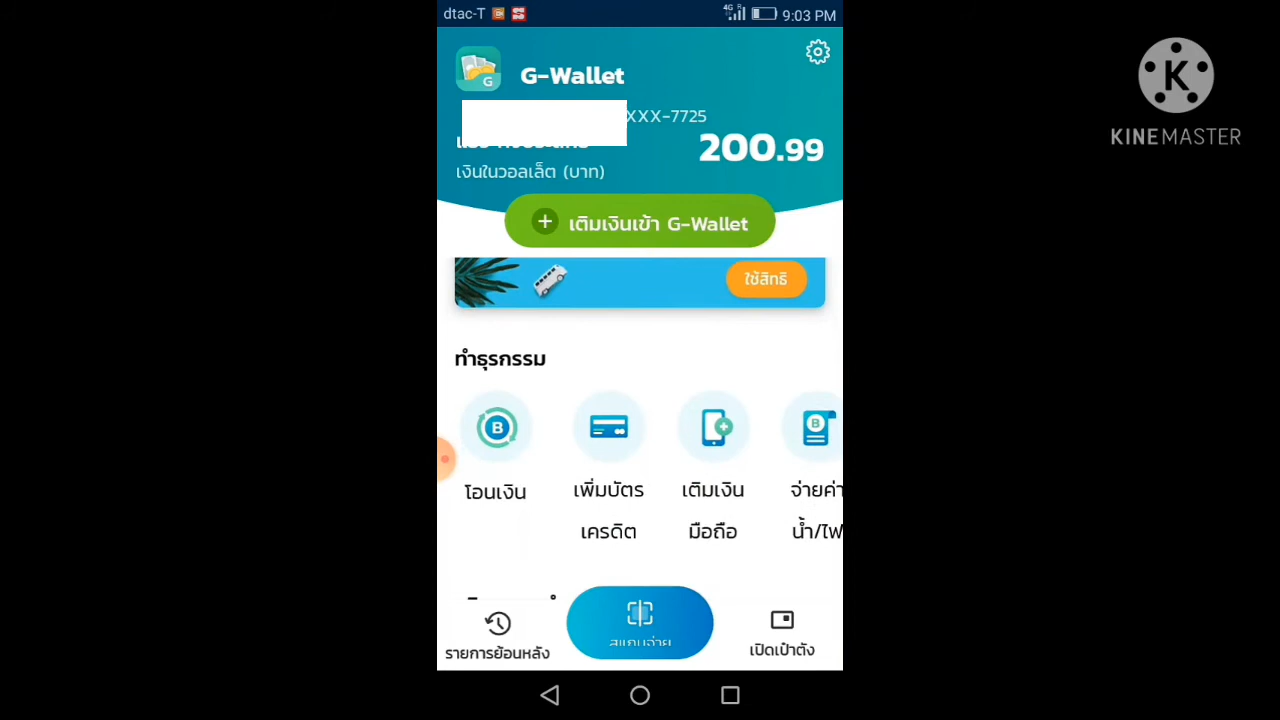 dtac-T
4G R
9:03 PM
G-Wallet
XXX-7725
200.99
เงินในวอลเล็ต (บาท)
+ เติมเงินเข้า G-Wallet
ใช้สิทธิ
ทำธุรกรรม
โอนเงิน
เพิ่มบัตร
เครดิต
เติมเงิน
มือถือ
จ่ายค่า
น้ำ/ไฟ
สแกนจ่าย
รายการย้อนหลัง
เปิดเป๋าตัง
K
KINEMASTER